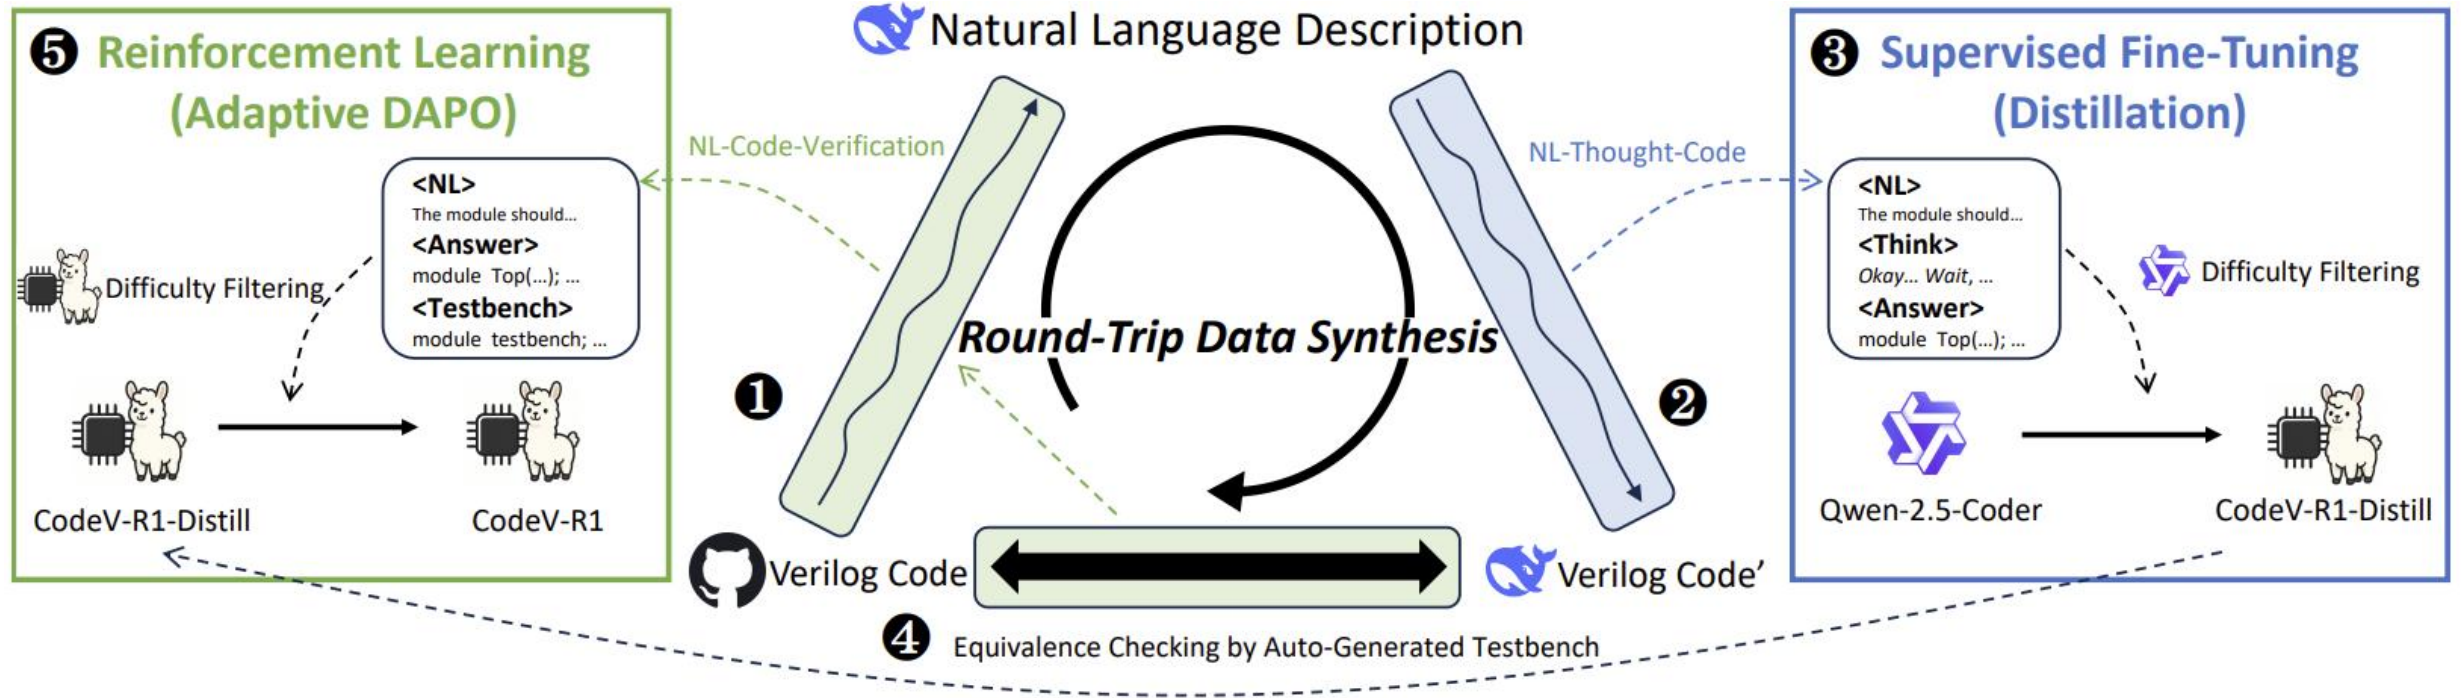 ❺ Reinforcement Learning
(Adaptive DAPO)
<NL>
The module should...
<Answer>
module Top(...); ...
<Testbench>
module testbench; ...
Difficulty Filtering
CodeV-R1-Distill
CodeV-R1
Natural Language Description
NL-Code-Verification
NL-Thought-Code
Round-Trip Data Synthesis
❶
❷
Verilog Code
Verilog Code’
❹ Equivalence Checking by Auto-Generated Testbench
❸ Supervised Fine-Tuning
(Distillation)
<NL>
The module should...
<Think>
Okay... Wait, ...
<Answer>
module Top(...); ...
Difficulty Filtering
Qwen-2.5-Coder
CodeV-R1-Distill